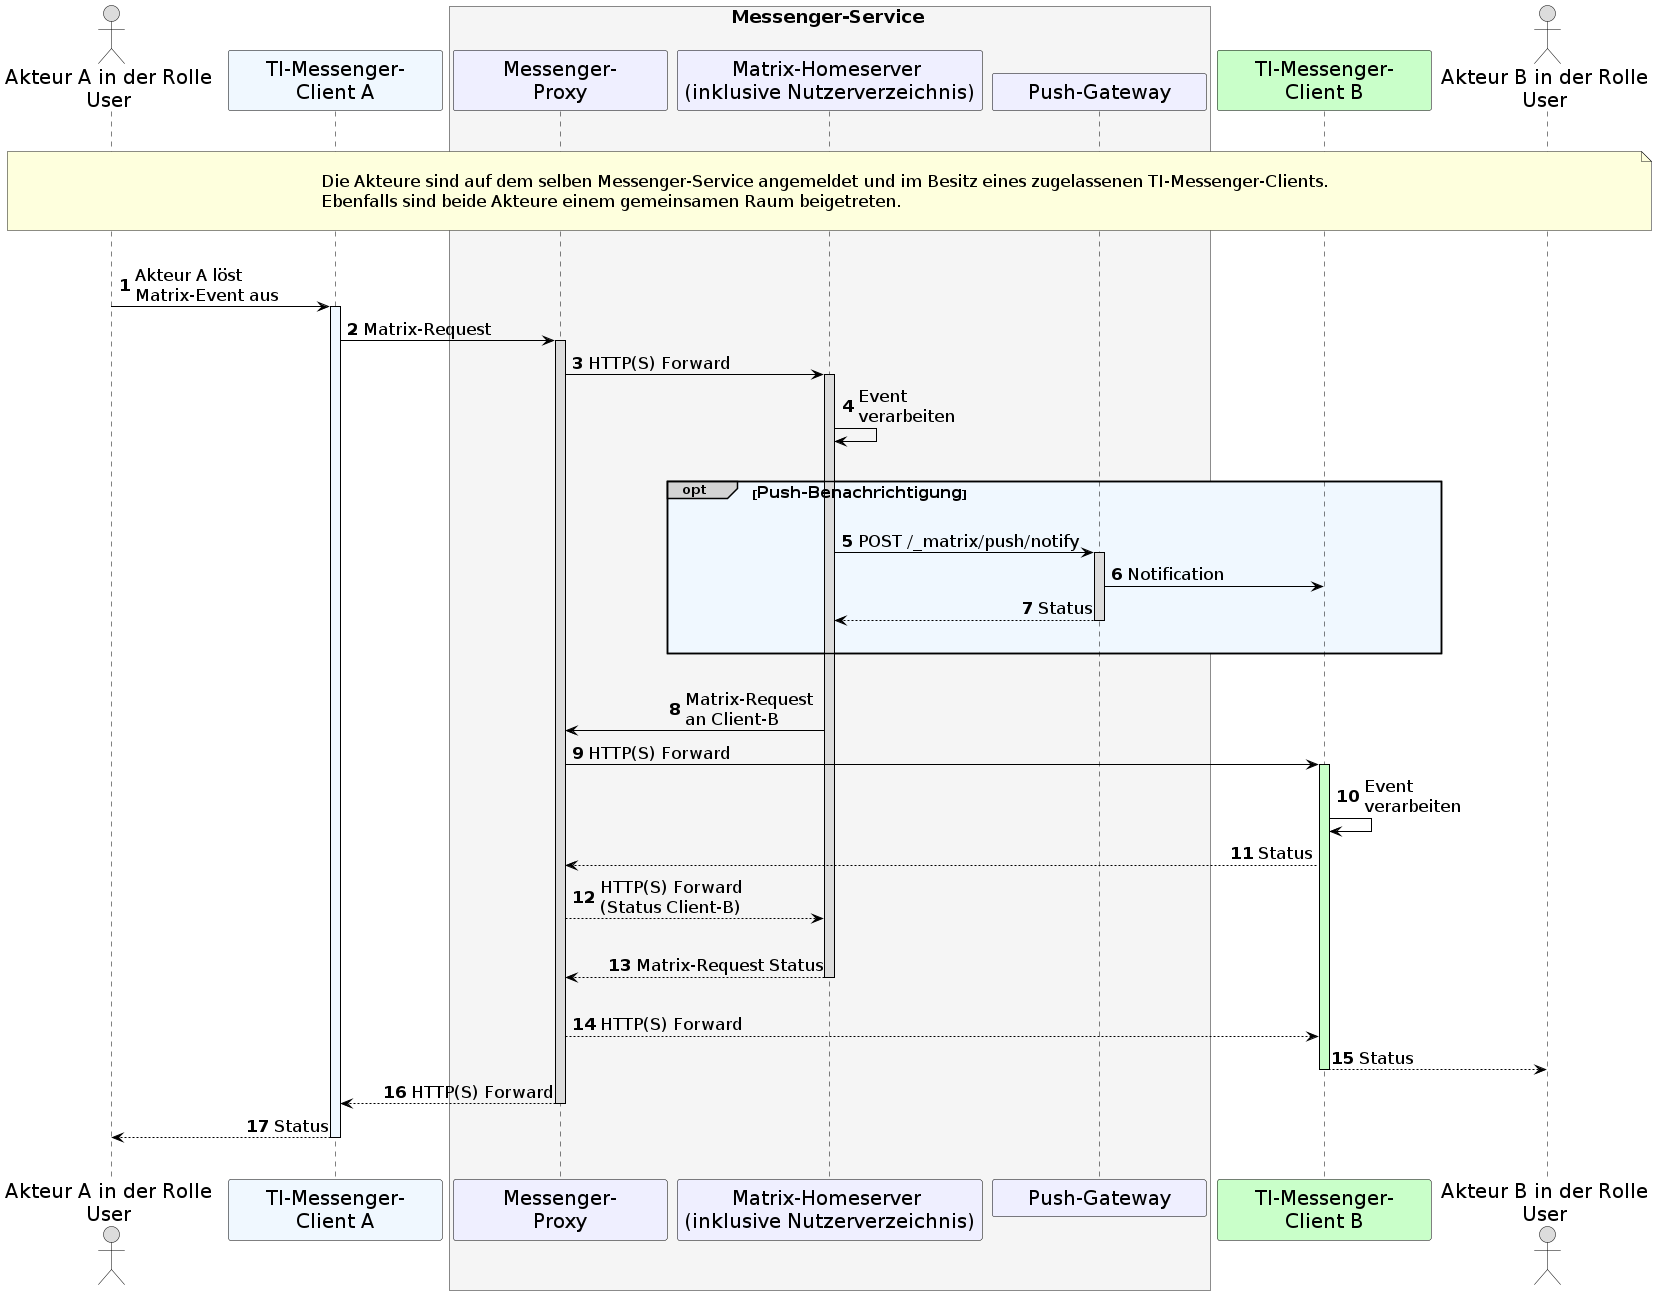 Messenger-Service
Akteur A in der Rolle
User
TI-Messenger-
Client A
Messenger-
Proxy
Matrix-Homeserver
(inklusive Nutzerverzeichnis)
Push-Gateway
TI-Messenger-
Client B
Akteur B in der Rolle
User
Die Akteure sind auf dem selben Messenger-Service angemeldet und im Besitz eines zugelassenen TI-Messenger-Clients.
Ebenfalls sind beide Akteure einem gemeinsamen Raum beigetreten.
1 Akteur A löst
Matrix-Event aus
2 Matrix-Request
3 HTTP(S) Forward
4 Event
verarbeiten
opt [Push-Benachrichtigung]
5 POST /_matrix/push/notify
6 Notification
7 Status
8 Matrix-Request
an Client-B
9 HTTP(S) Forward
10 Event
verarbeiten
11 Status
12 HTTP(S) Forward
(Status Client-B)
13 Matrix-Request Status
14 HTTP(S) Forward
15 Status
16 HTTP(S) Forward
17 Status
Akteur A in der Rolle
User
TI-Messenger-
Client A
Messenger-
Proxy
Matrix-Homeserver
(inklusive Nutzerverzeichnis)
Push-Gateway
TI-Messenger-
Client B
Akteur B in der Rolle
User